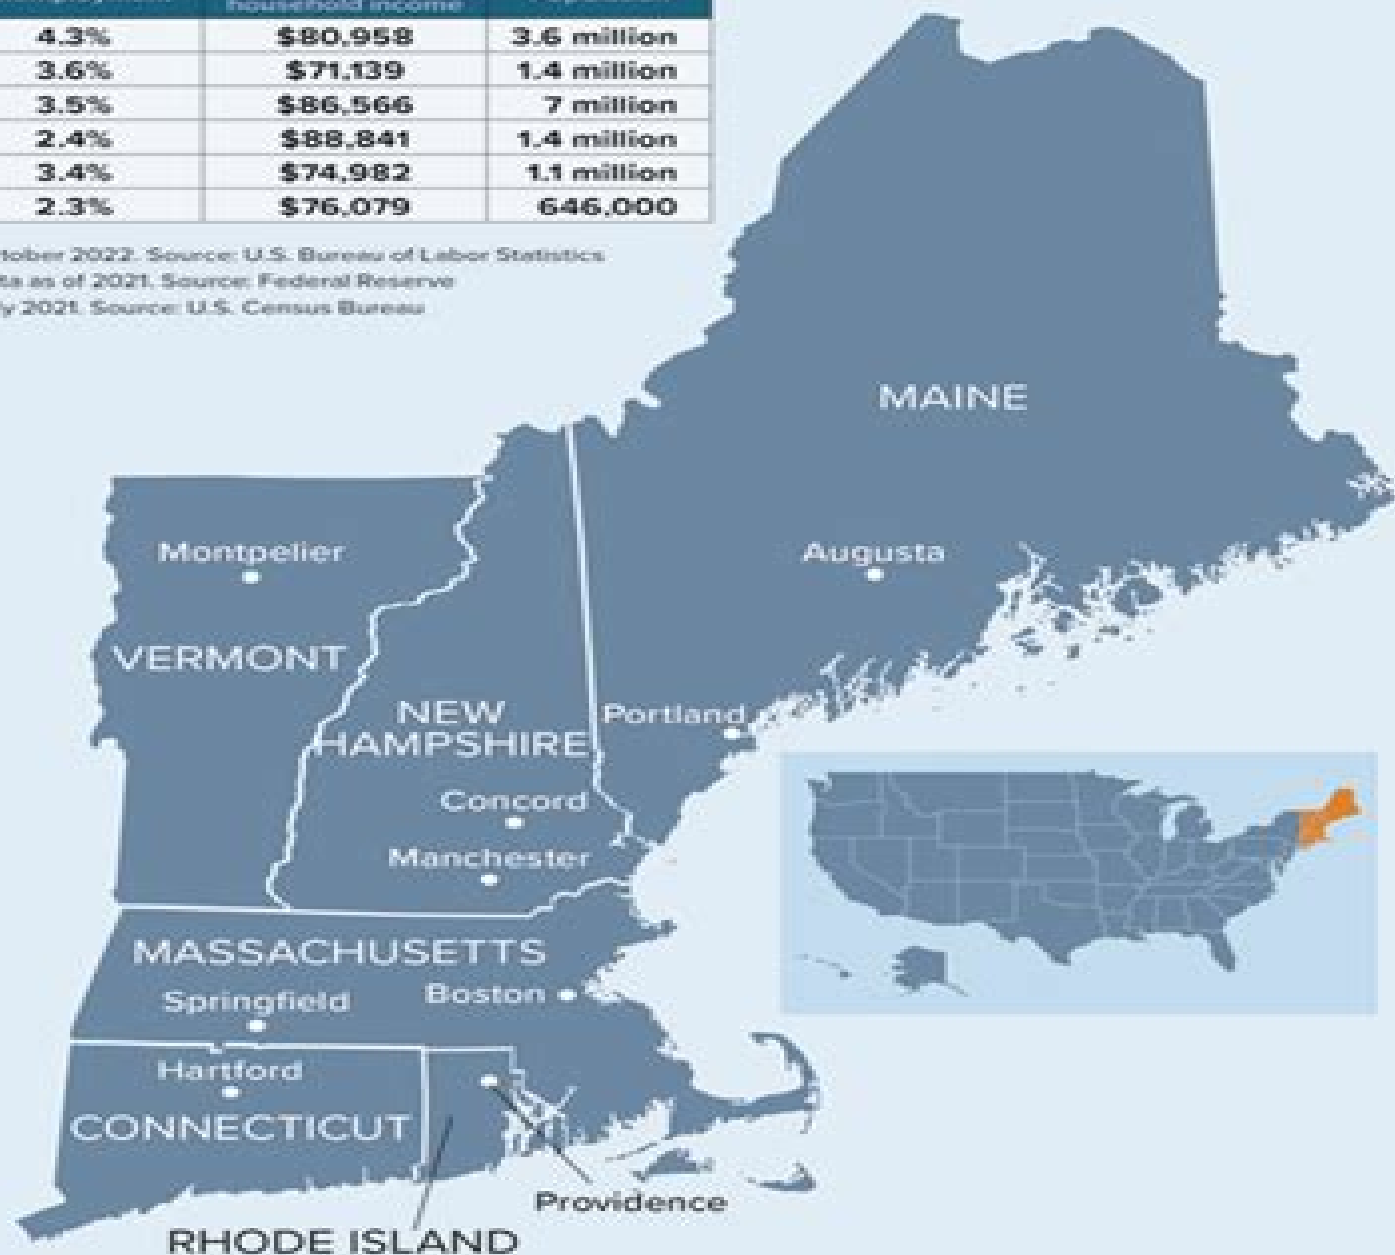 household income
4.3% $80,958 3.6 million
3.6% $71,139 1.4 million
3.5% $86,566 7 million
2.4% $88,841 1.4 million
3.4% $74,982 1.1 million
2.3% $76,079 646,000
tober 2022. Source: U.S. Bureau of Labor Statistics
ta as of 2021. Source: Federal Reserve
y 2021. Source: U.S. Census Bureau
MAINE
Montpelier
Augusta
VERMONT
NEW
HAMPSHIRE
Portland
Concord
Manchester
MASSACHUSETTS
Springfield
Boston
Hartford
CONNECTICUT
Providence
RHODE ISLAND